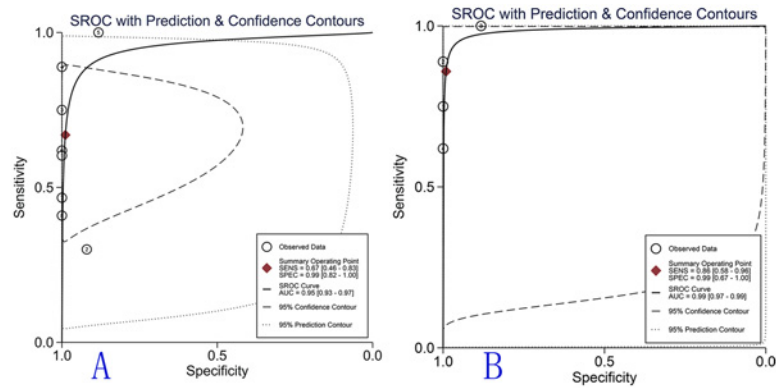 SROC with Prediction & Confidence Contours
1.0
0.5
0.0
Sensitivity
1.0
0.5
0.0
Specificity
Observed Data
Summary Operating Point
SENS = 0.67 [0.46 - 0.83]
SPEC = 0.99 [0.82 - 1.00]
SROC Curve
AUC = 0.95 [0.93 - 0.97]
95% Confidence Contour
95% Prediction Contour
A
SROC with Prediction & Confidence Contours
1.0
0.5
0.0
Sensitivity
1.0
0.5
0.0
Specificity
Observed Data
Summary Operating Point
SENS = 0.86 [0.58 - 0.96]
SPEC = 0.99 [0.67 - 1.00]
SROC Curve
AUC = 0.99 [0.97 - 0.99]
95% Confidence Contour
95% Prediction Contour
B